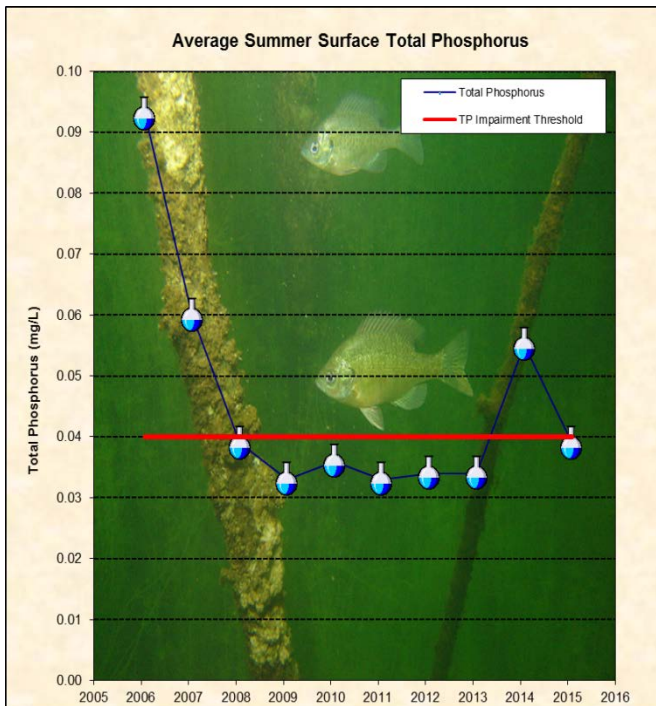 Average Summer Surface Total Phosphorus
Total Phosphorus
TP Impairment Threshold
Total Phosphorus (mg/L)
0.10
0.09
0.08
0.07
0.06
0.05
0.04
0.03
0.02
0.01
0.00
2005 2006 2007 2008 2009 2010 2011 2012 2013 2014 2015 2016